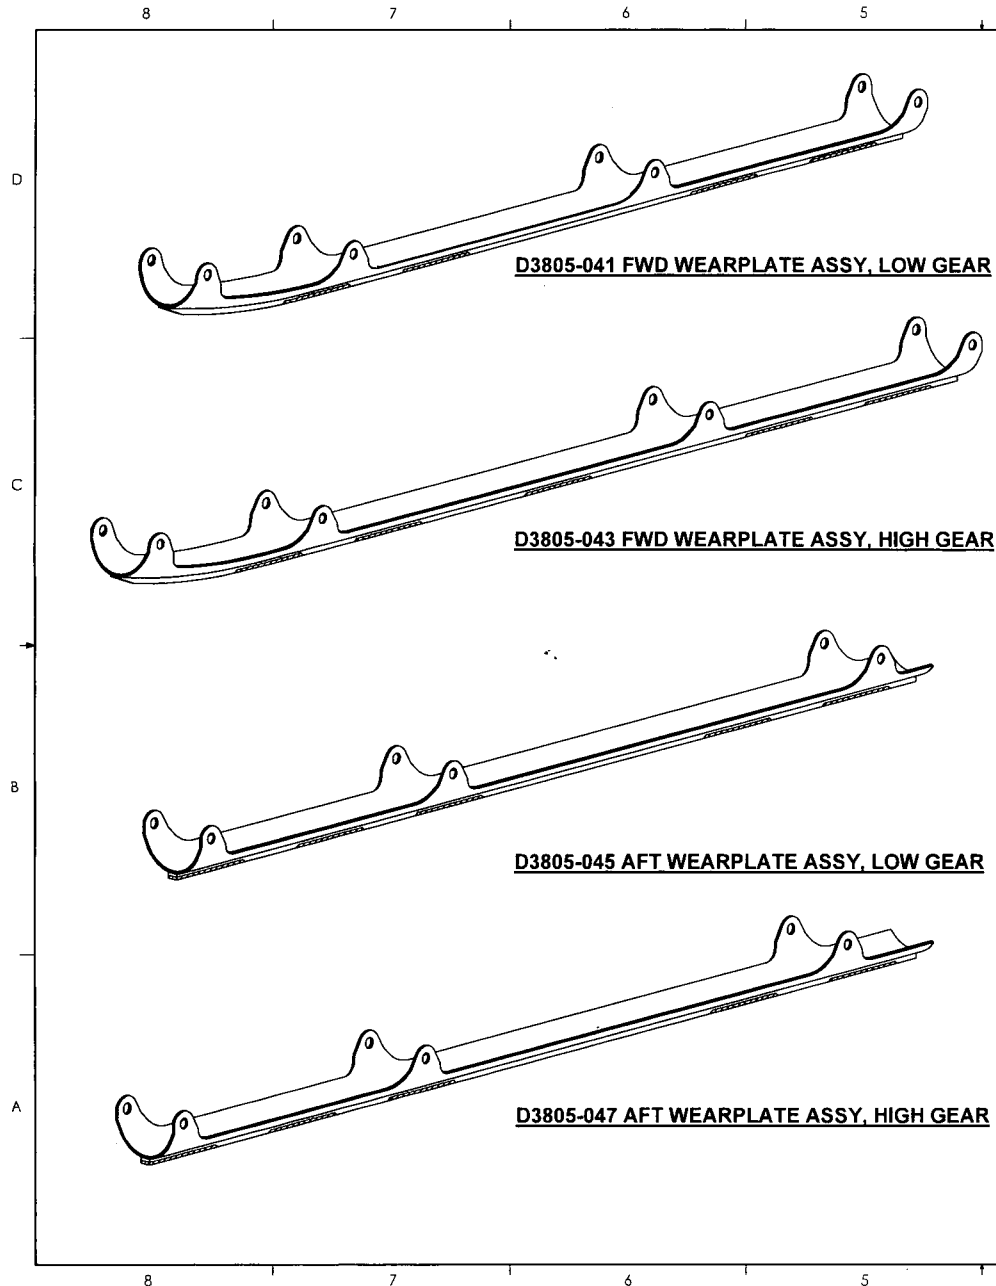 8 7 6 5
D
D3805-041 FWD WEARPLATE ASSY, LOW GEAR
C
D3805-043 FWD WEARPLATE ASSY, HIGH GEAR
B
D3805-045 AFT WEARPLATE ASSY, LOW GEAR
A
D3805-047 AFT WEARPLATE ASSY, HIGH GEAR
8 7 6 5